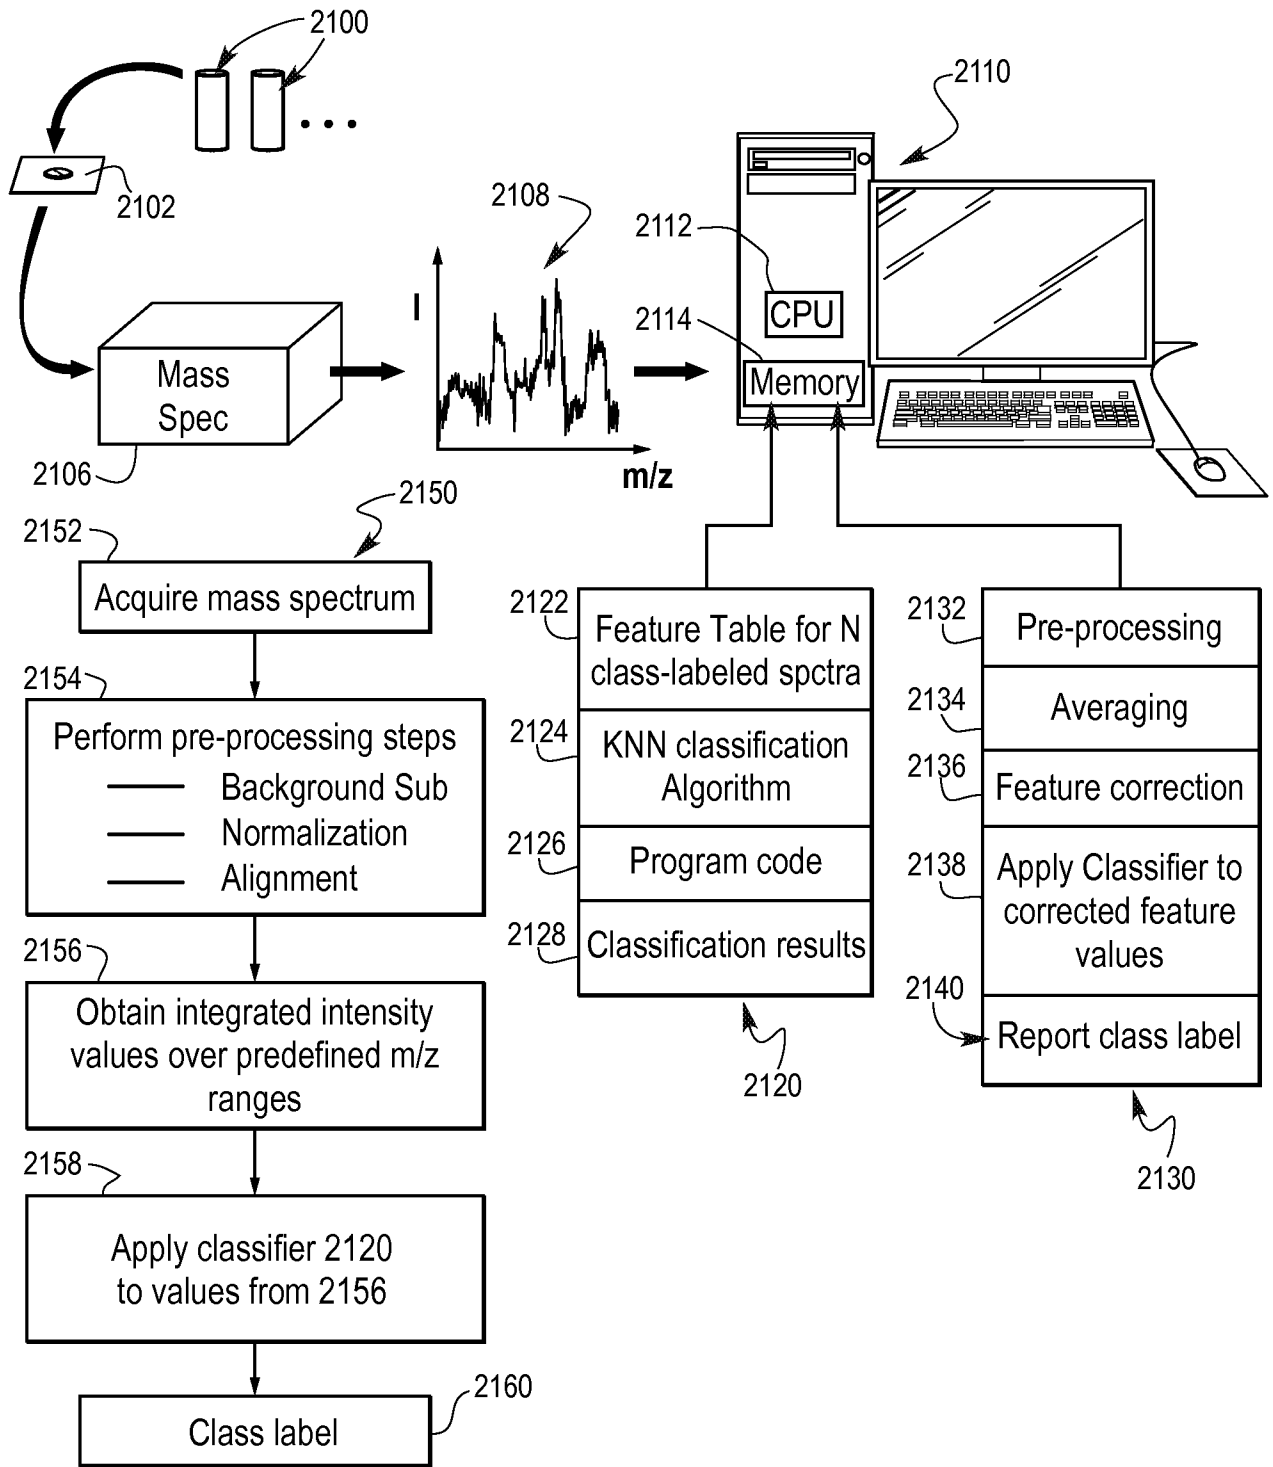 2100
2110
2102
2108
2112
I
CPU
2114
Mass
Spec
Memory
2106
m/z
2150
2152
Acquire mass spectrum
2154
Perform pre-processing steps
Background Sub
Normalization
Alignment
2156
Obtain integrated intensity
values over predefined m/z
ranges
2158
Apply classifier 2120
to values from 2156
2160
Class label
2122
Feature Table for N
class-labeled spctra
2124
KNN classification
Algorithm
2126
Program code
2128
Classification results
2120
2132
Pre-processing
2134
Averaging
2136
Feature correction
2138
Apply Classifier to
corrected feature
values
2140
Report class label
2130